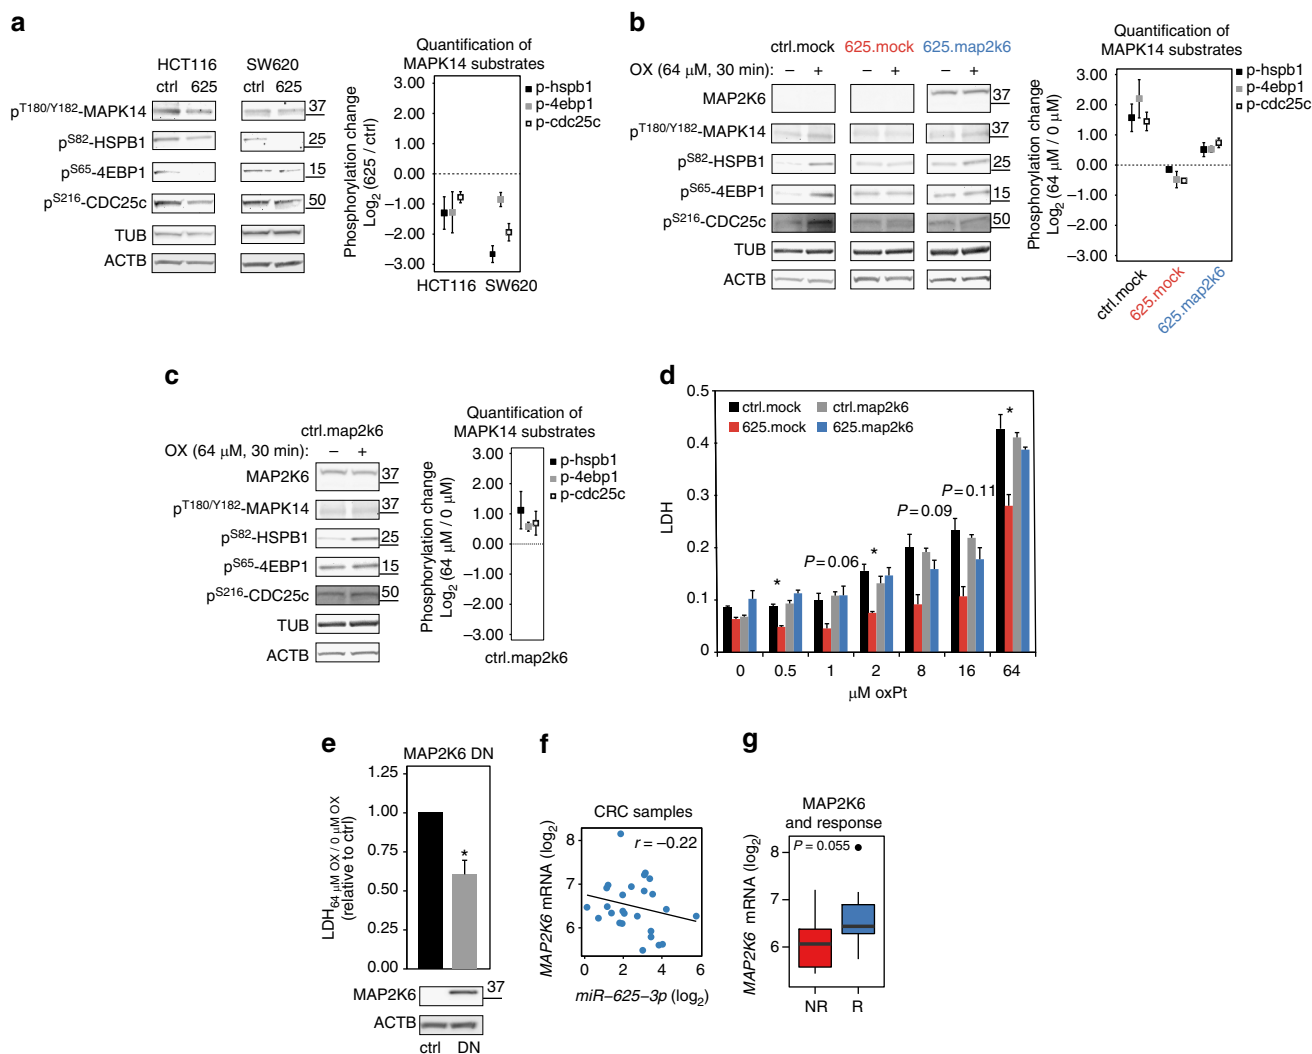 a
HCT116 SW620
ctrl 625 ctrl 625
pT180/Y182-MAPK14 37
pS82-HSPB1 25
pS65-4EBP1 15
pS216-CDC25c 50
TUB
ACTB
Quantification of
MAPK14 substrates
Phosphorylation change
Log2 (625 / ctrl)
3.00
2.00
1.00
0.00
–1.00
–2.00
–3.00
p-hspb1
p-4ebp1
p-cdc25c
HCT116 SW620
b
ctrl.mock 625.mock 625.map2k6
OX (64 μM, 30 min): – + – + – +
MAP2K6 37
pT180/Y182-MAPK14 37
pS82-HSPB1 25
pS65-4EBP1 15
pS216-CDC25c 50
TUB
ACTB
Quantification of
MAPK14 substrates
Phosphorylation change
Log2 (64 μM / 0 μM)
3.00
2.00
1.00
0.00
–1.00
–2.00
–3.00
p-hspb1
p-4ebp1
p-cdc25c
ctrl.mock
625.mock
625.map2k6
c
ctrl.map2k6
OX (64 μM, 30 min): – +
MAP2K6 37
pT180/Y182-MAPK14 37
pS82-HSPB1 25
pS65-4EBP1 15
pS216-CDC25c 50
TUB
ACTB
Quantification of
MAPK14 substrates
Phosphorylation change
Log2 (64 μM / 0 μM)
3.00
2.00
1.00
0.00
–1.00
–2.00
–3.00
p-hspb1
p-4ebp1
p-cdc25c
ctrl.map2k6
d
LDH
0.5
0.4
0.3
0.2
0.1
0
ctrl.mock ctrl.map2k6
625.mock 625.map2k6
*
P = 0.06
*
P = 0.09
P = 0.11
*
0 0.5 1 2 8 16 64
μM oxPt
e
MAP2K6 DN
LDH64 μM OX / 0 μM OX
(relative to ctrl)
1.25
1.00
0.75
0.50
0.25
0.00
*
MAP2K6 37
ACTB
ctrl DN
f
CRC samples
MAP2K6 mRNA (log2)
r = –0.22
8
7
6
0 2 4 6
miR–625–3p (log2)
g
MAP2K6
and response
MAP2K6 mRNA (log2)
P = 0.055
8
7
6
NR R